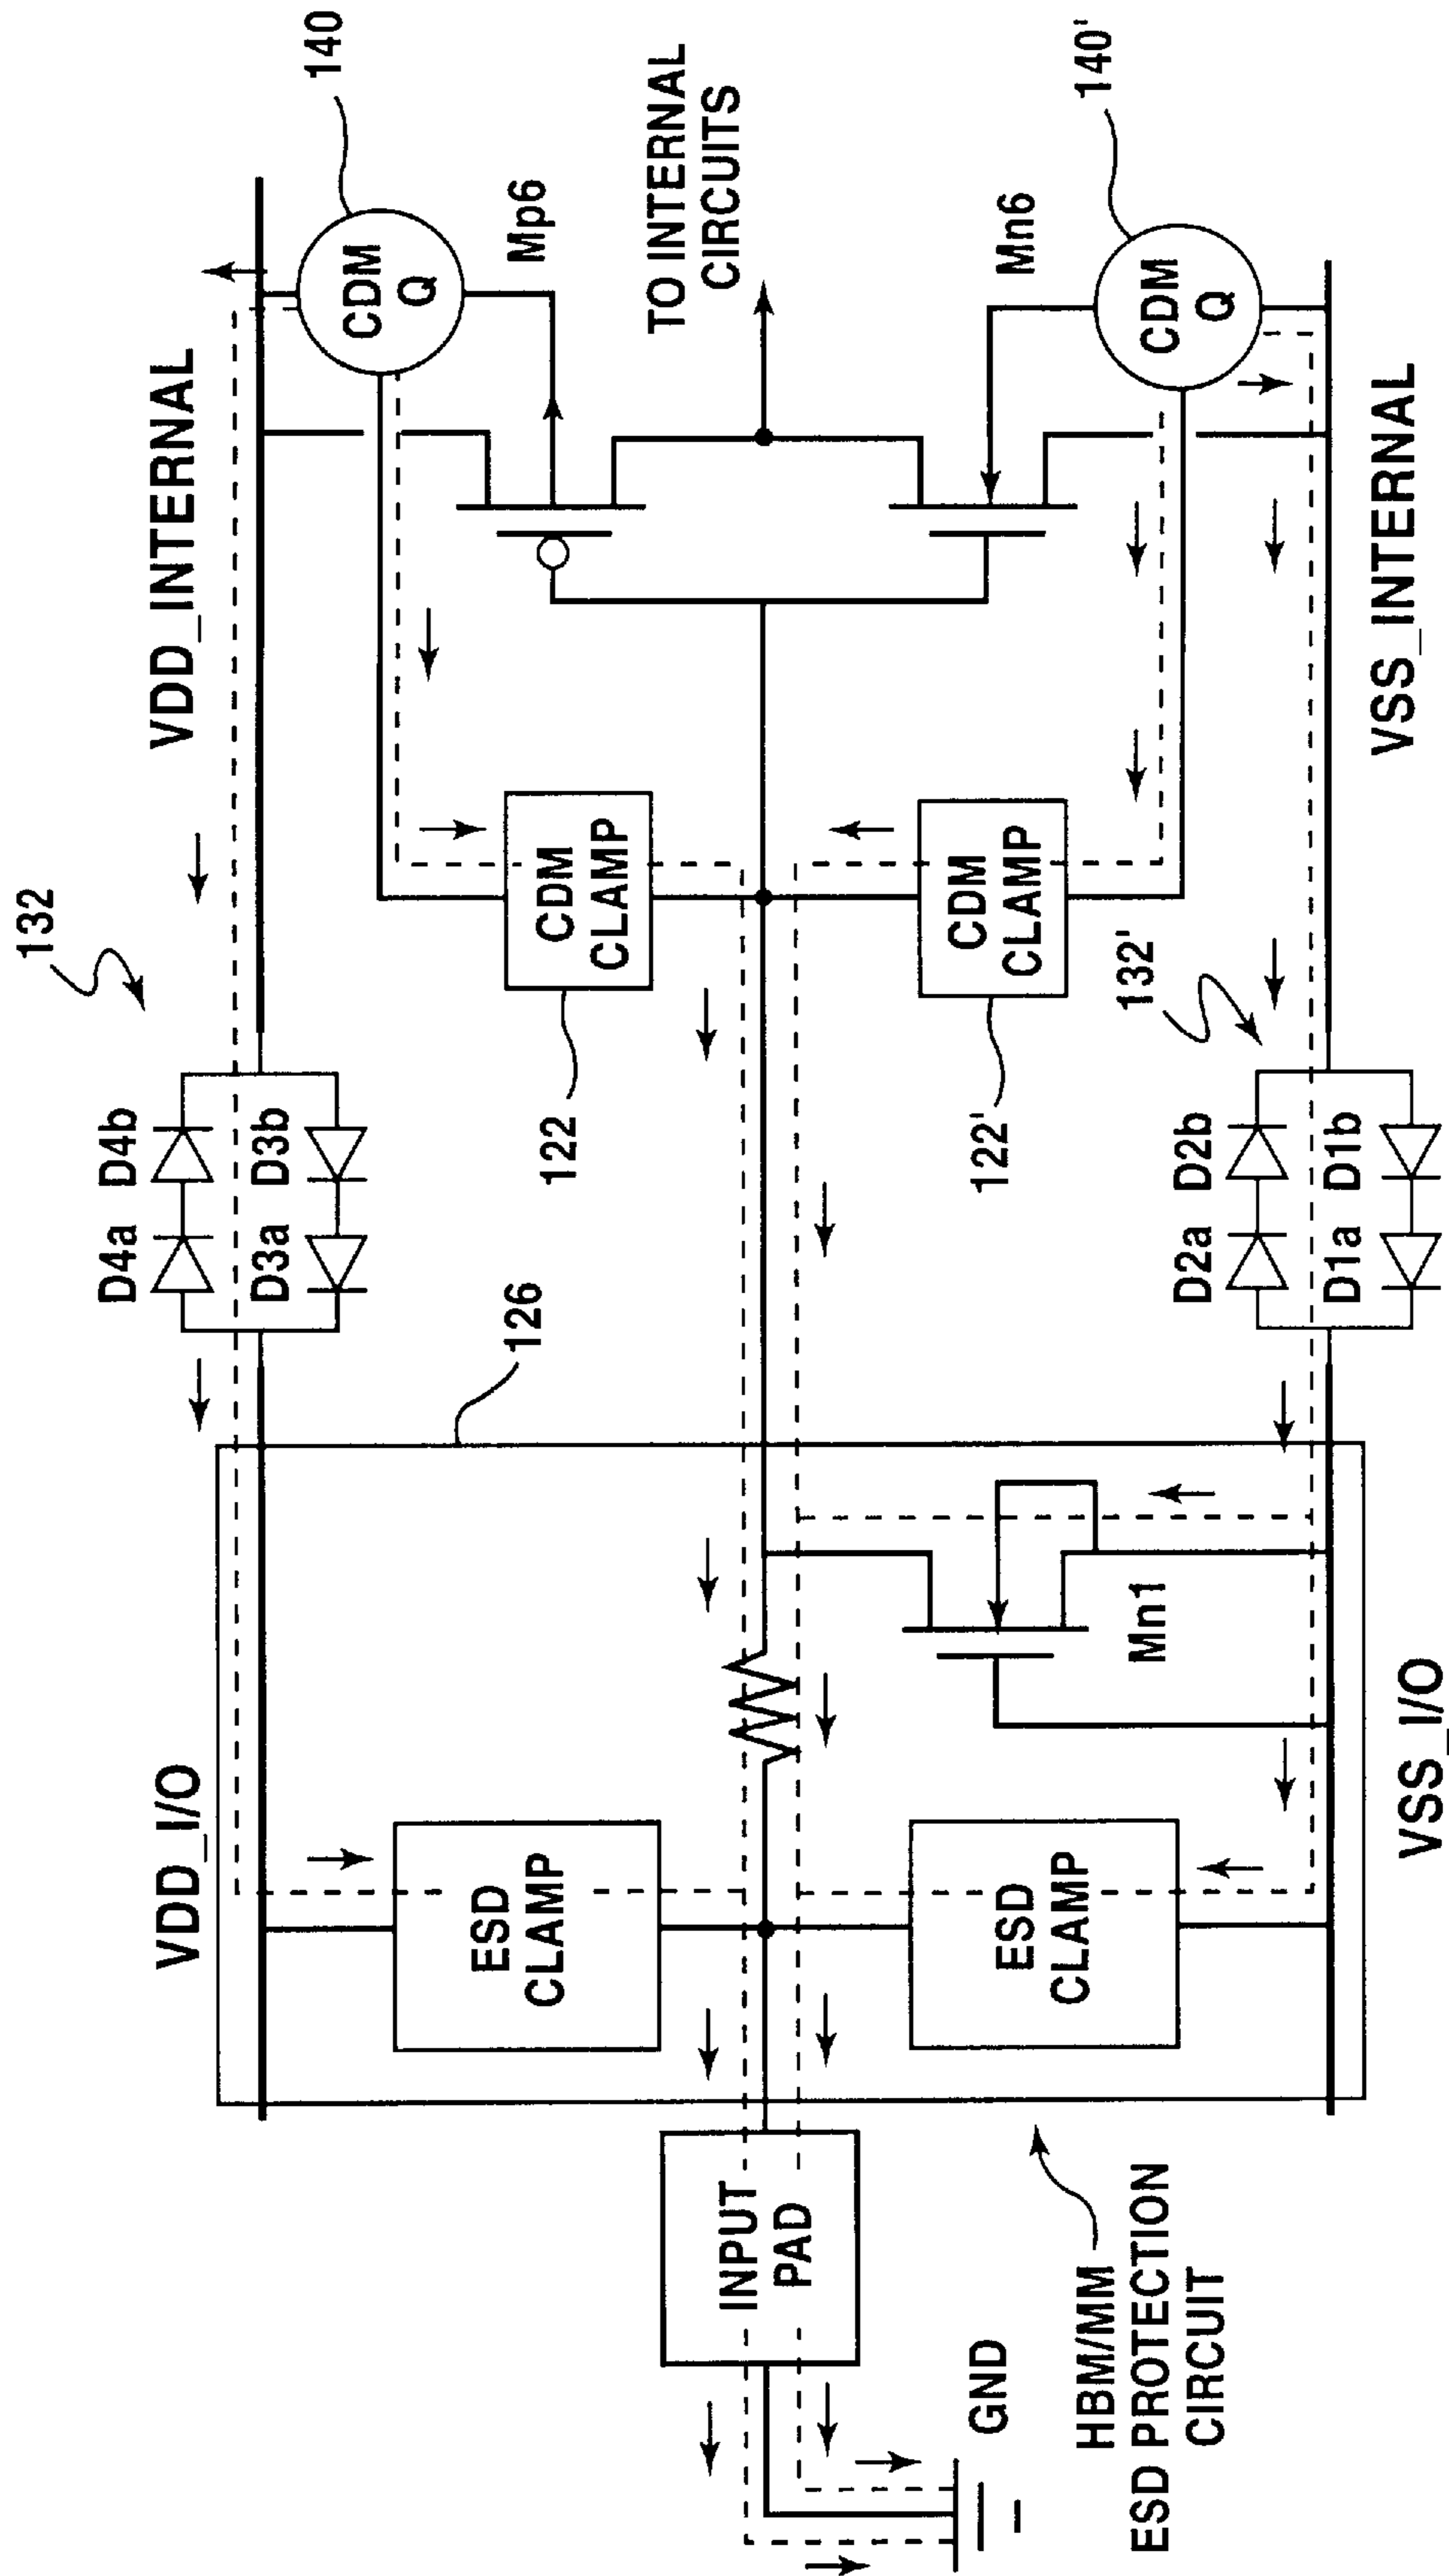 132
VDD_I/O
D4a D4b
D3a D3b
VDD_INTERNAL
140
CDM
Q
Mp6
126
ESD
CLAMP
122
CDM
CLAMP
TO INTERNAL
CIRCUITS
INPUT
PAD
GND
ESD
CLAMP
Mn1
122'
CDM
CLAMP
132'
Mn6
CDM
Q
140'
D2a D2b
D1a D1b
HBM/MM
ESD PROTECTION
CIRCUIT
VSS_I/O
VSS_INTERNAL